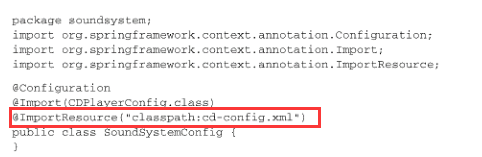 package soundsystem;
import org.springframework.context.annotation.Configuration;
import org.springframework.context.annotation.Import;
import org.springframework.context.annotation.ImportResource;
@Configuration
@Import(CDPlayerConfig.class)
@ImportResource("classpath:cd-config.xml")
public class SoundSystemConfig {
}